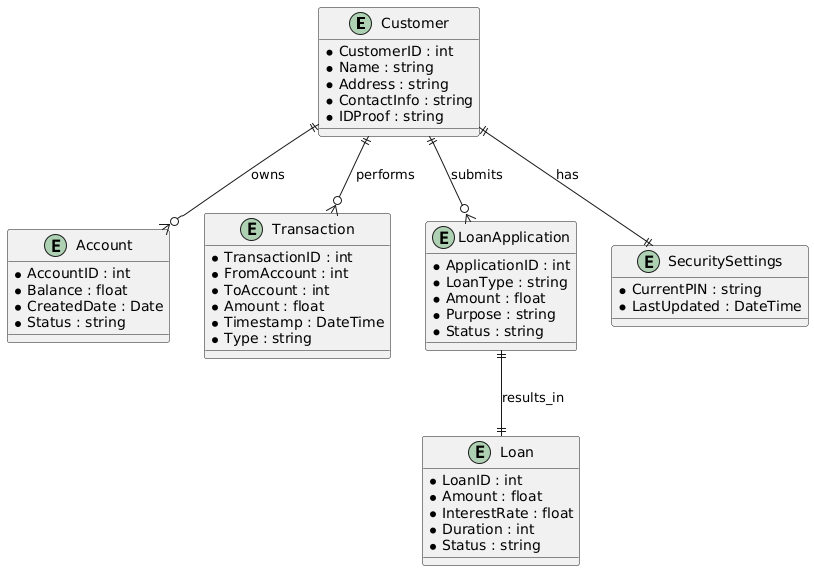 E Customer
* CustomerID : int
* Name : string
* Address : string
* ContactInfo : string
* IDProof : string
owns
performs
submits
has
E Account
* AccountID : int
* Balance : float
* CreatedDate : Date
* Status : string
E Transaction
* TransactionID : int
* FromAccount : int
* ToAccount : int
* Amount : float
* Timestamp : DateTime
* Type : string
E LoanApplication
* ApplicationID : int
* LoanType : string
* Amount : float
* Purpose : string
* Status : string
E SecuritySettings
* CurrentPIN : string
* LastUpdated : DateTime
results_in
E Loan
* LoanID : int
* Amount : float
* InterestRate : float
* Duration : int
* Status : string